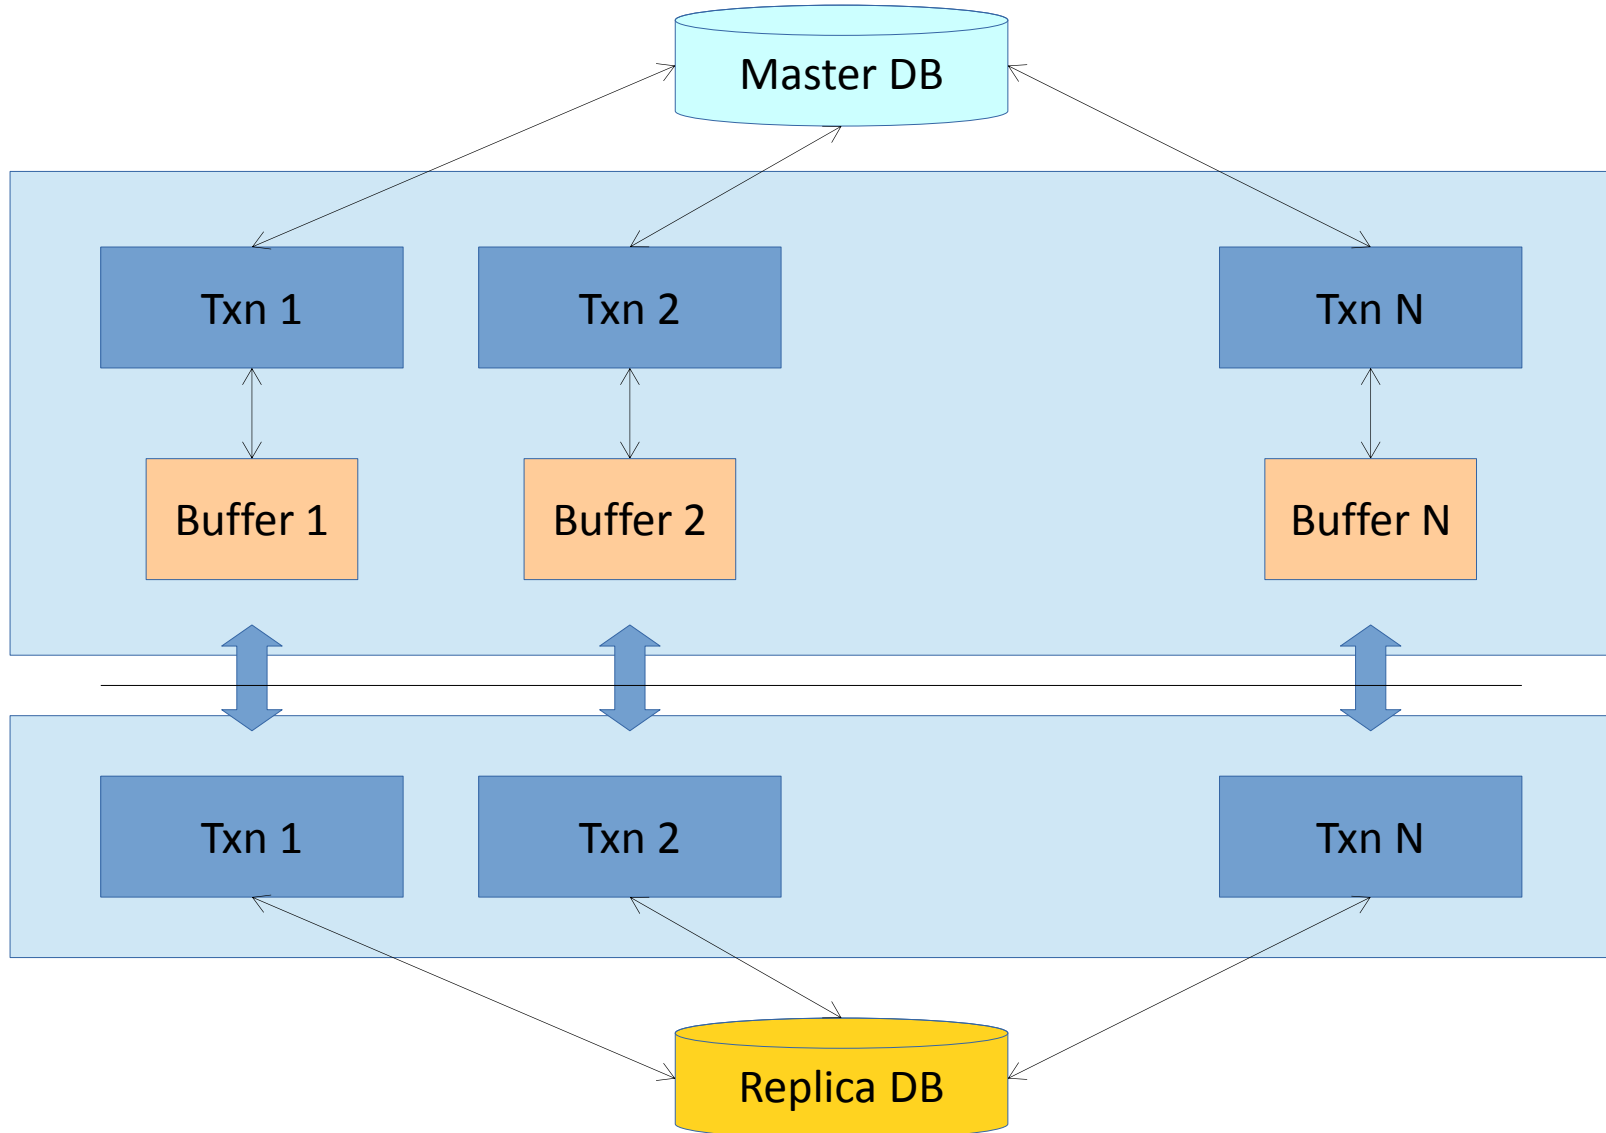 Master DB
Txn 1
Txn 2
Txn N
Buffer 1
Buffer 2
Buffer N
Txn 1
Txn 2
Txn N
Replica DB